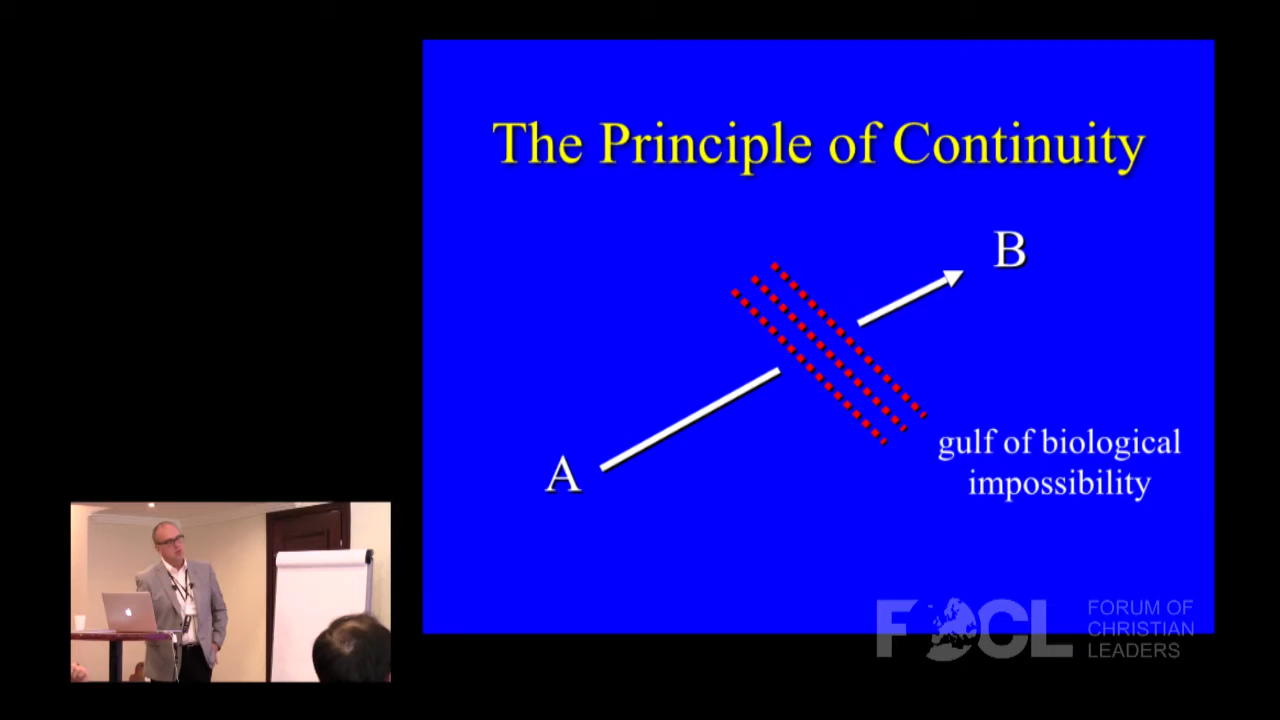 The Principle of Continuity
B
A
gulf of biological
impossibility
FOCL
FORUM OF
CHRISTIAN
LEADERS